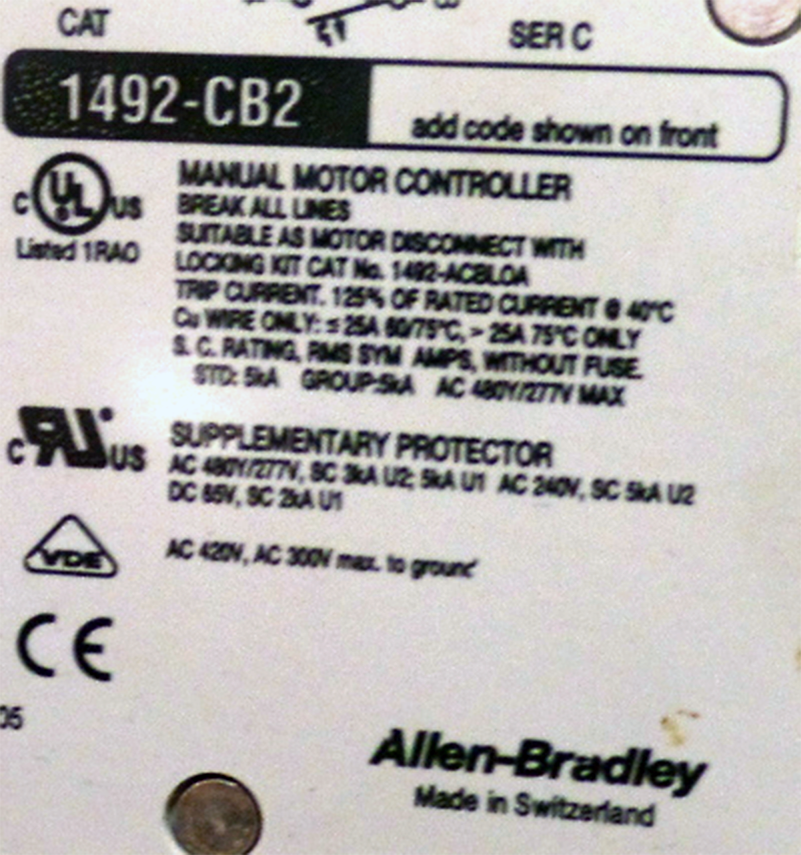 CAT
SER C
1492-CB2
add code shown on front
C UL US
Listed 1RA0
MANUAL MOTOR CONTROLLER
BREAK ALL LINES
SUITABLE AS MOTOR DISCONNECT WITH
LOCKING KIT CAT No. 1492-ACBLOA
TRIP CURRENT. 125% OF RATED CURRENT @ 40°C
Cu WIRE ONLY: ≤ 25A 60/75°C, > 25A 75°C ONLY
S. C. RATING, RMS SYM AMPS, WITHOUT FUSE.
STD: 5kA GROUP:5kA AC 480Y/277V MAX
C RU US
SUPPLEMENTARY PROTECTOR
AC 480Y/277V, SC 3kA U2; 5kA U1 AC 240V, SC 5kA U2
DC 65V, SC 2kA U1
VDE
AC 420V, AC 300V max. to ground
CE
05
Allen-Bradley
Made in Switzerland